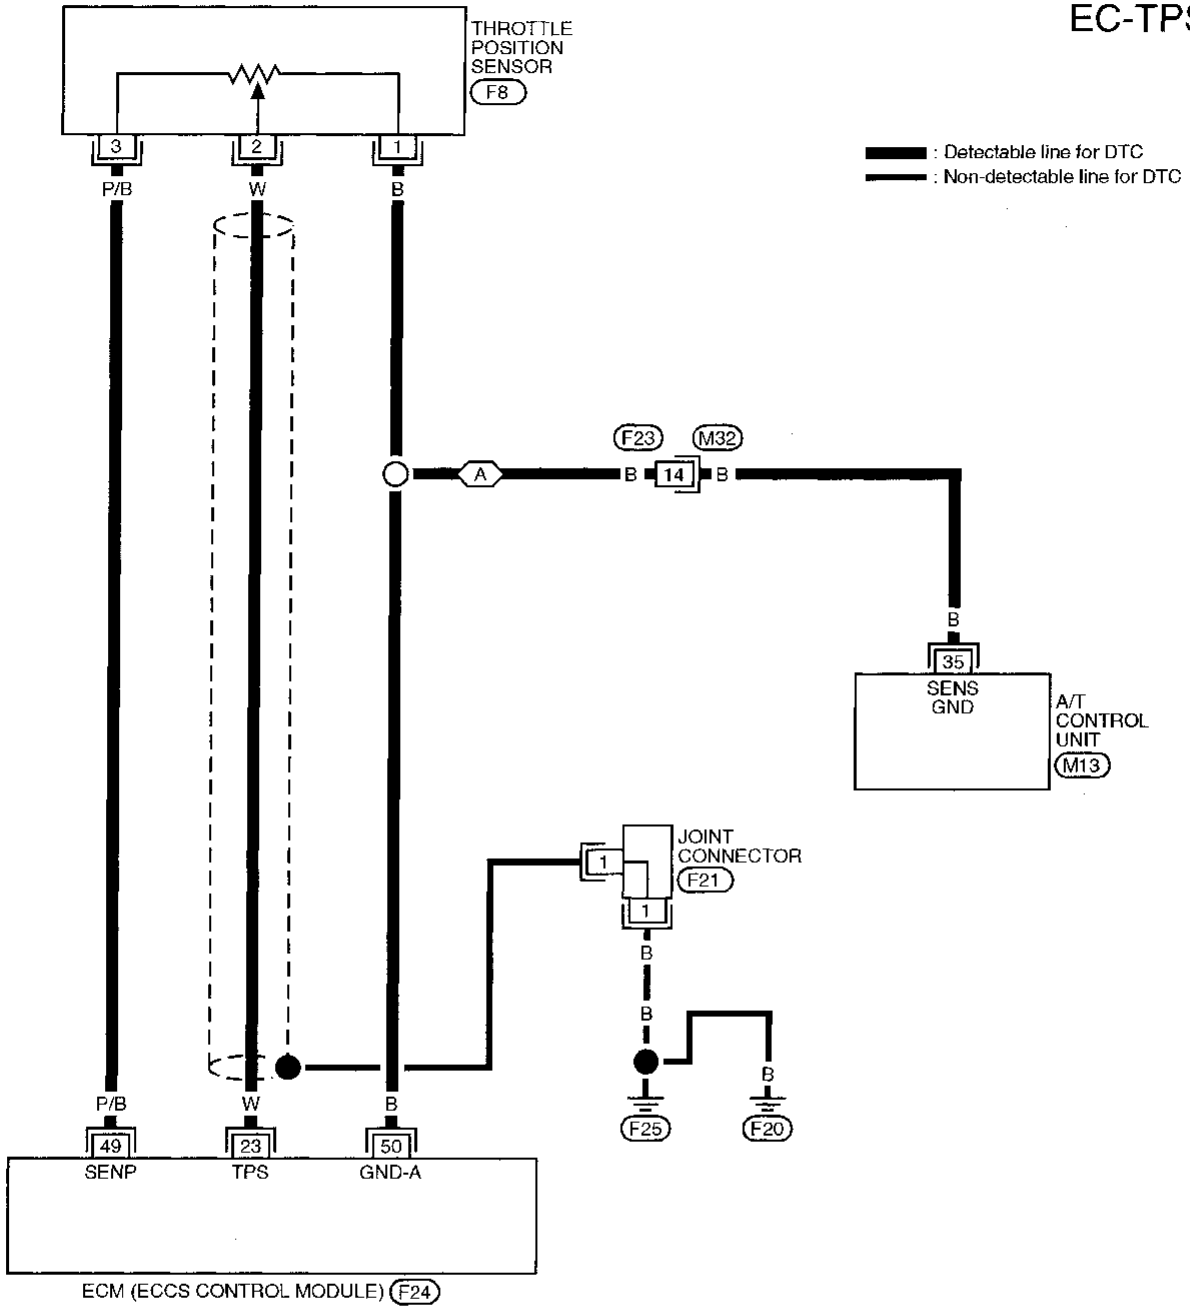 EC-TPS
THROTTLE
POSITION
SENSOR
F8
3 2 1
P/B W B
: Detectable line for DTC
: Non-detectable line for DTC
F23 M32
A B 14 B
B
35
SENS
GND
A/T
CONTROL
UNIT
M13
JOINT
CONNECTOR
F21
1
1
B
B
B
F25 F20
P/B W B
49 23 50
SENP TPS GND-A
ECM (ECCS CONTROL MODULE) F24